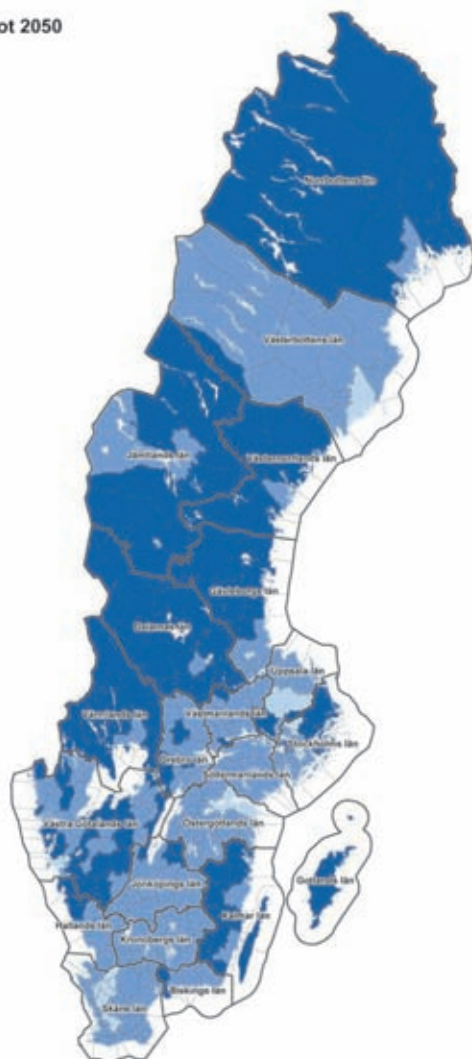 ot 2050
Norrbottens län
Västerbottens län
Jämtlands län
Västernorrlands län
Gävleborgs län
Dalarnas län
Uppsala län
Värmlands län
Västmanlands län
Örebro län
Stockholms län
Södermanlands län
Västra Götalands län
Östergötlands län
Jönköpings län
Gotlands län
Hallands län
Kalmar län
Kronobergs län
Blekinge län
Skåne län